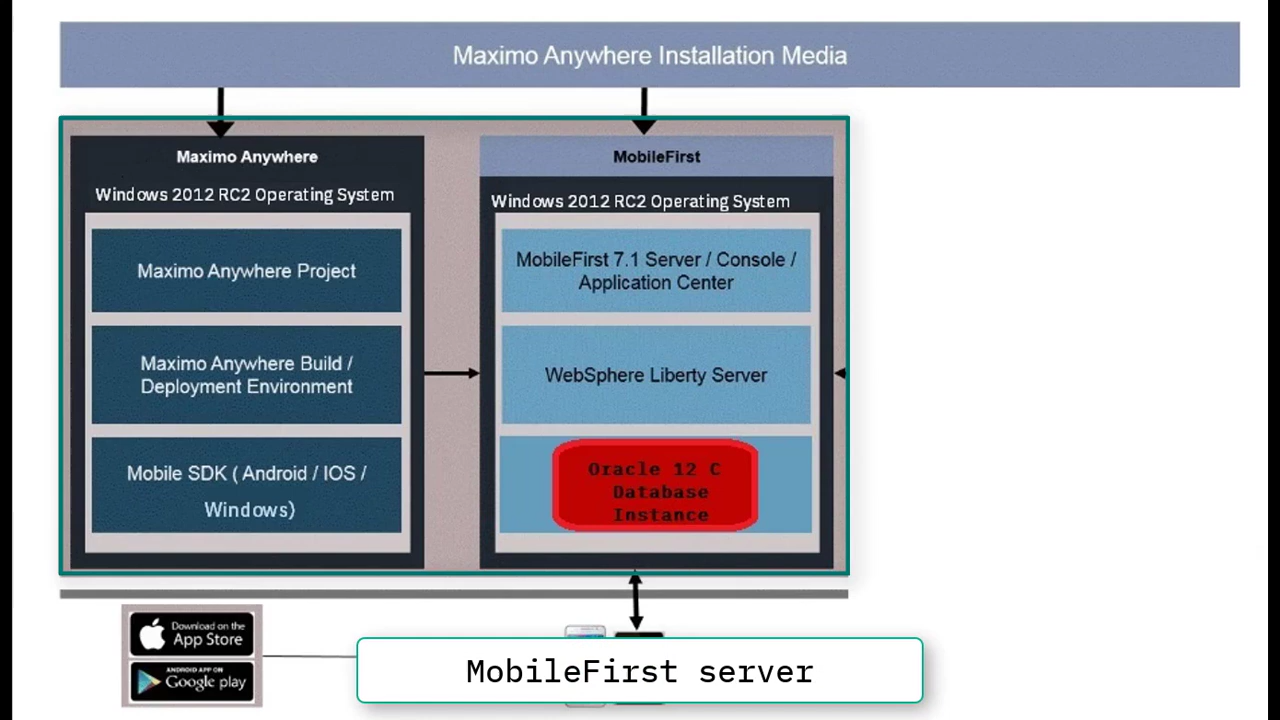 Maximo Anywhere Installation Media
Maximo Anywhere
Windows 2012 RC2 Operating System
Maximo Anywhere Project
Maximo Anywhere Build /
Deployment Environment
Mobile SDK ( Android / IOS /
Windows)
MobileFirst
Windows 2012 RC2 Operating System
MobileFirst 7.1 Server / Console /
Application Center
WebSphere Liberty Server
Oracle 12 C
Database
Instance
Download on the
App Store
ANDROID APP ON
Google play
MobileFirst server